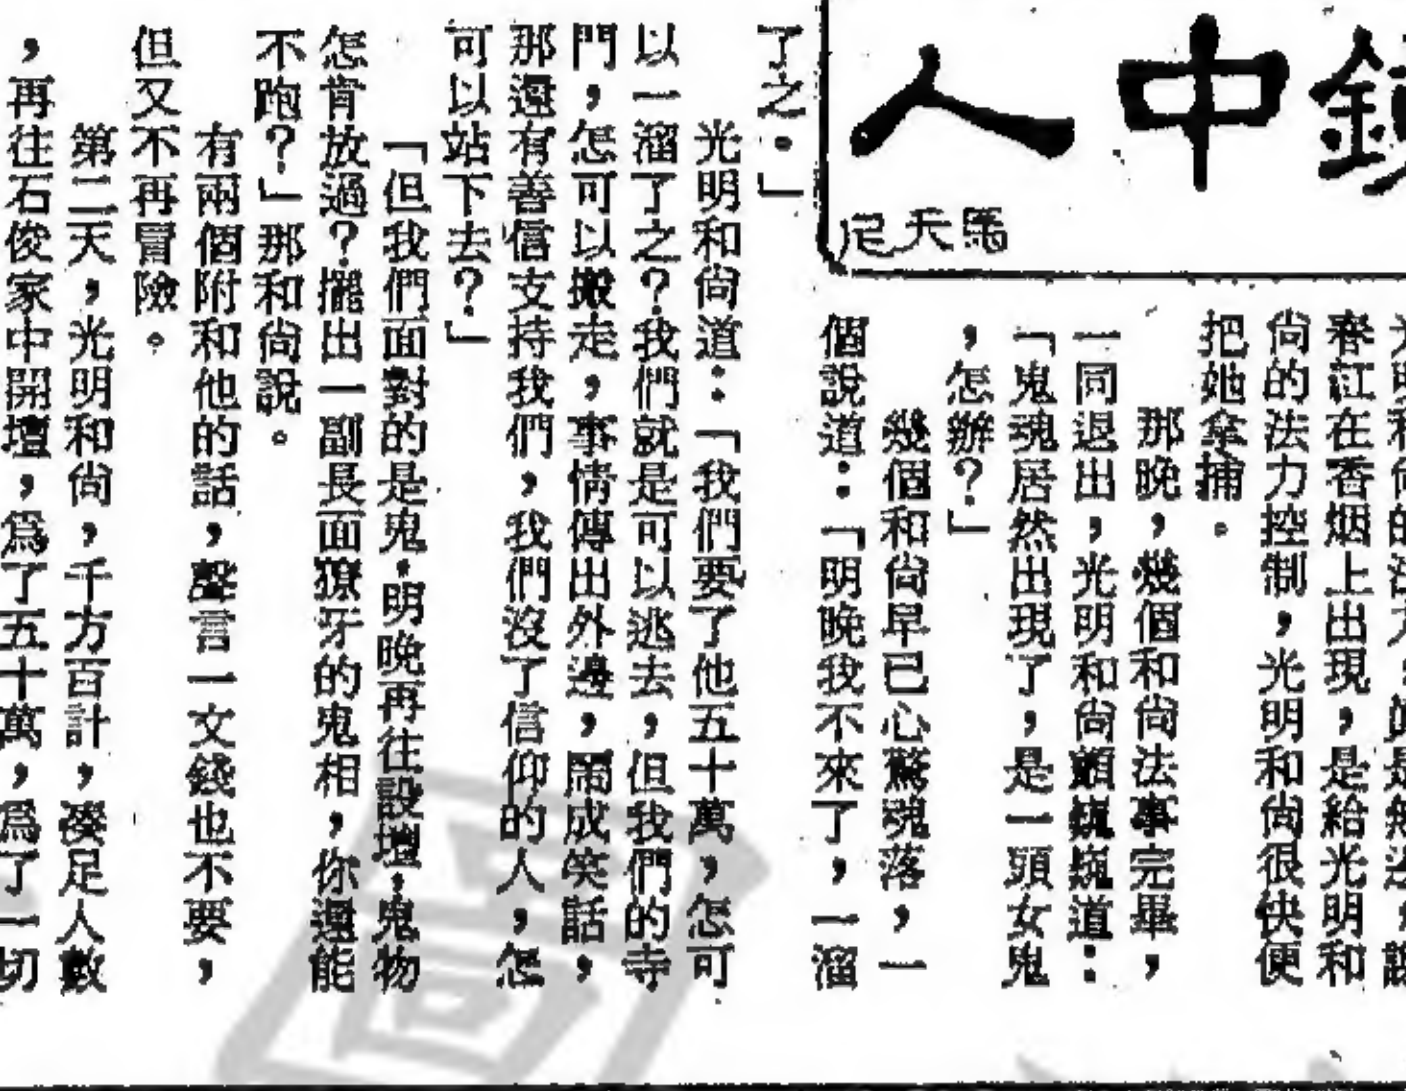 鏡中人
馬天尼
光明和尚的法力,
春江在香烟上出現,是給光明和
尚的法力控制,光明和尚很快便
把她拿捕。
那晚,幾個和尚法事完畢,
一同退出,光明和尚顫巍巍道:
「鬼魂居然出現了,是一頭女鬼
,怎辦?」
幾個和尚早已心驚魂落,一
個說道:「明晚我不來了,一溜
了之。」
光明和尚道:「我們要了他五十萬,怎可
以一溜了之?我們就是可以逃去,但我們的寺
門,怎可以搬走,事情傳出外邊,鬧成笑話,
那還有善信支持我們,我們沒了信仰的人,怎
可以站下去?」
「但我們面對的是鬼,明晚再往設壇,鬼物
怎肯放過?擺出一副長面獠牙的鬼相,你還能
不跑?」那和尚說。
有兩個附和他的話,聲言一文錢也不要,
但又不再冒險。
第二天,光明和尚,千方百計,湊足人數
,再往石俊家中開壇,爲了五十萬,爲了一切